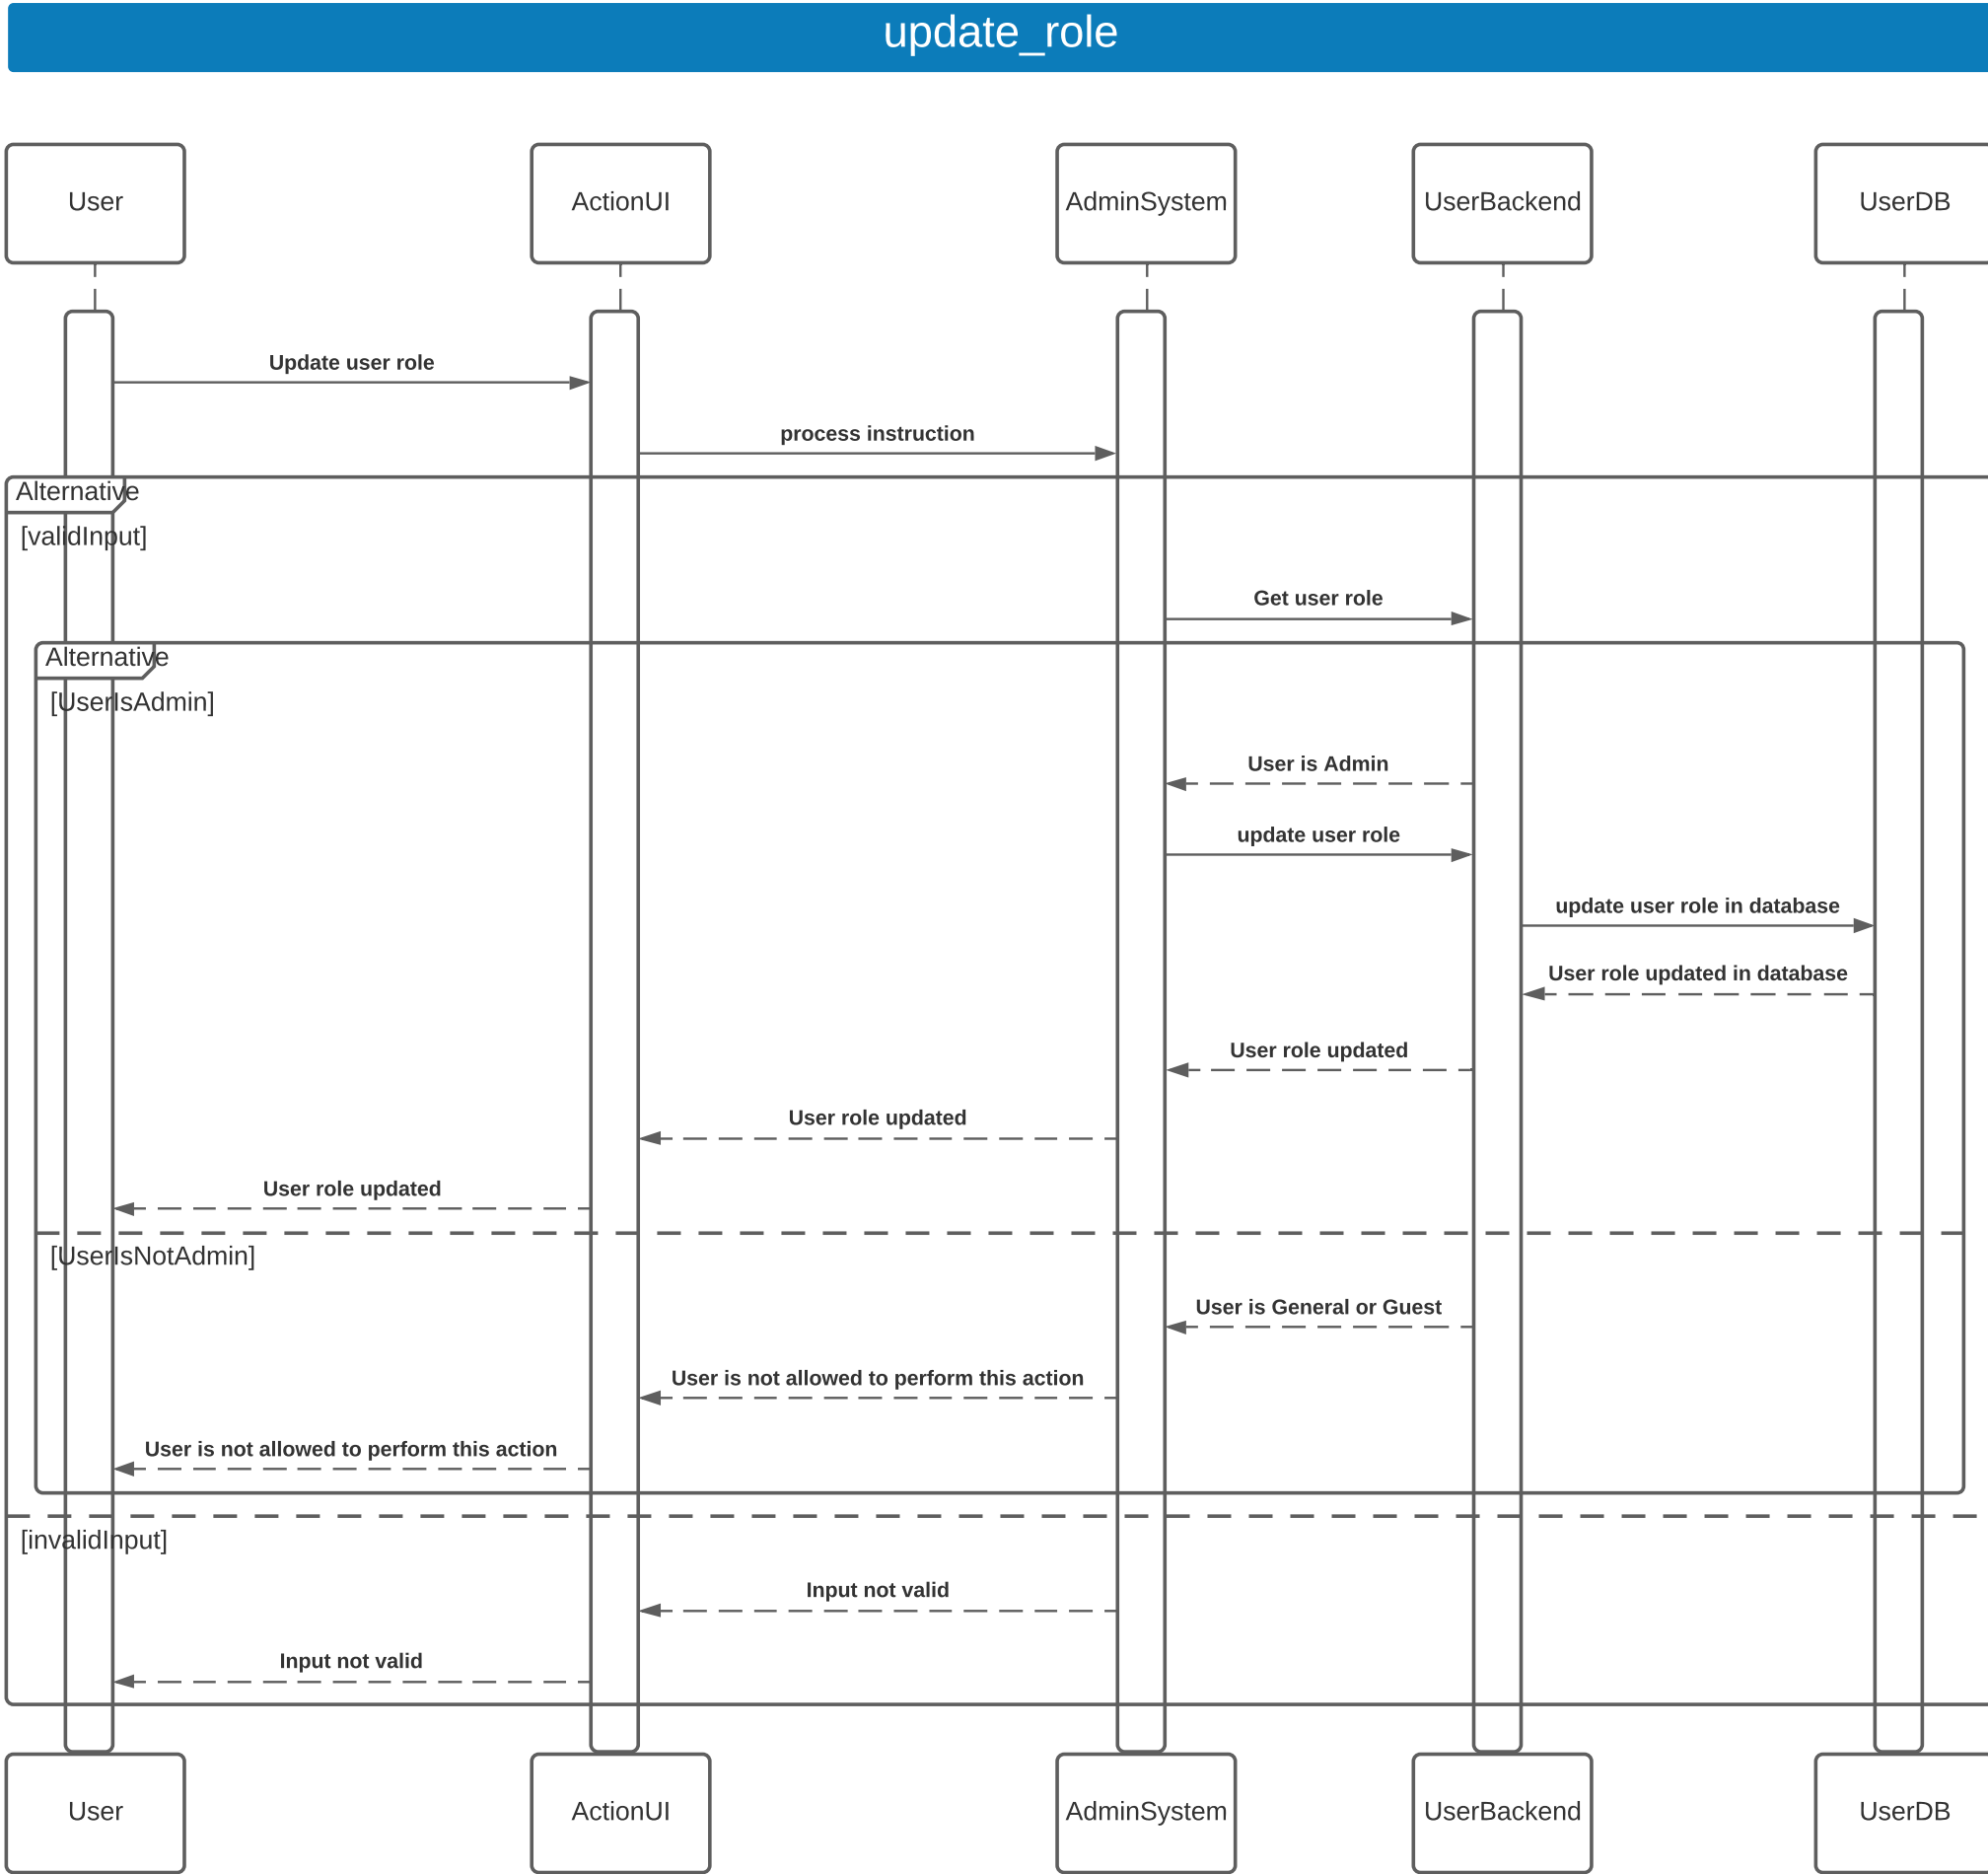 update_role
User
ActionUI
AdminSystem
UserBackend
UserDB
Update user role
process instruction
Alternative
[validInput]
Get user role
Alternative
[UserIsAdmin]
User is Admin
update user role
update user role in database
User role updated in database
User role updated
User role updated
User role updated
[UserIsNotAdmin]
User is General or Guest
User is not allowed to perform this action
User is not allowed to perform this action
[invalidInput]
Input not valid
Input not valid
User
ActionUI
AdminSystem
UserBackend
UserDB